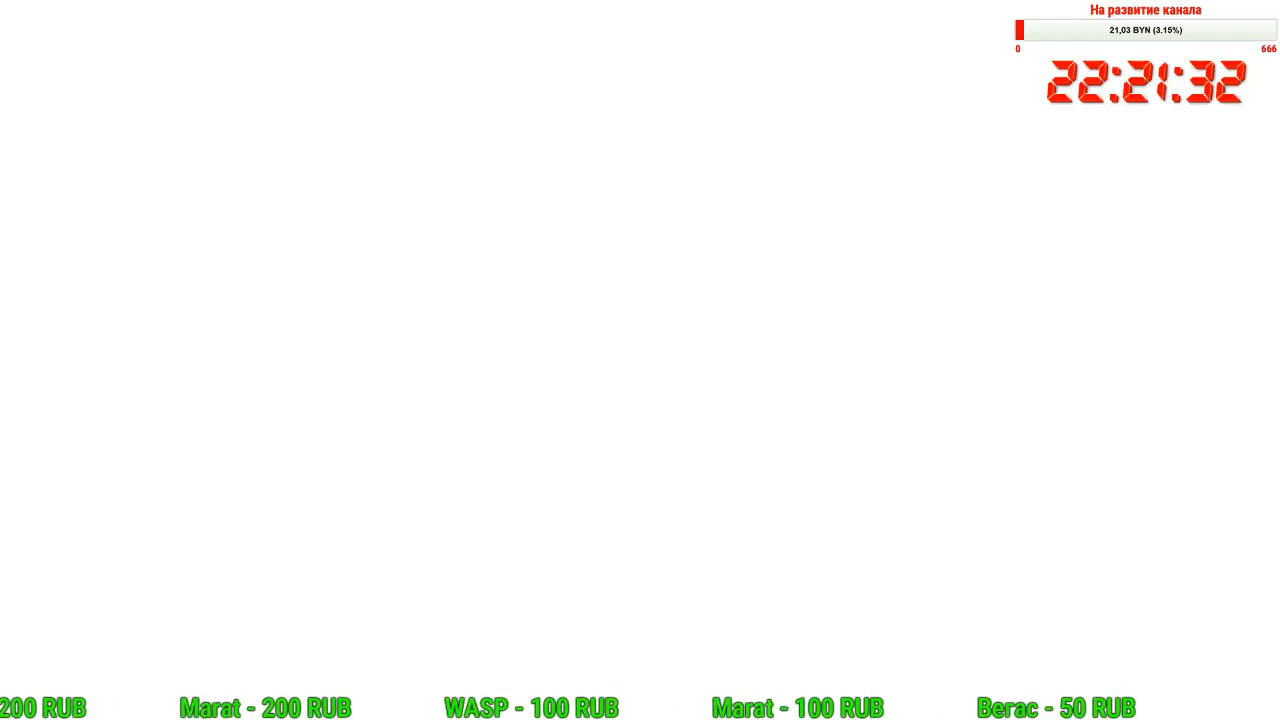 На развитие канала
21,03 BYN (3.15%)
0 666
22:21:32
200 RUB Marat - 200 RUB WASP - 100 RUB Marat - 100 RUB Вегас - 50 RUB